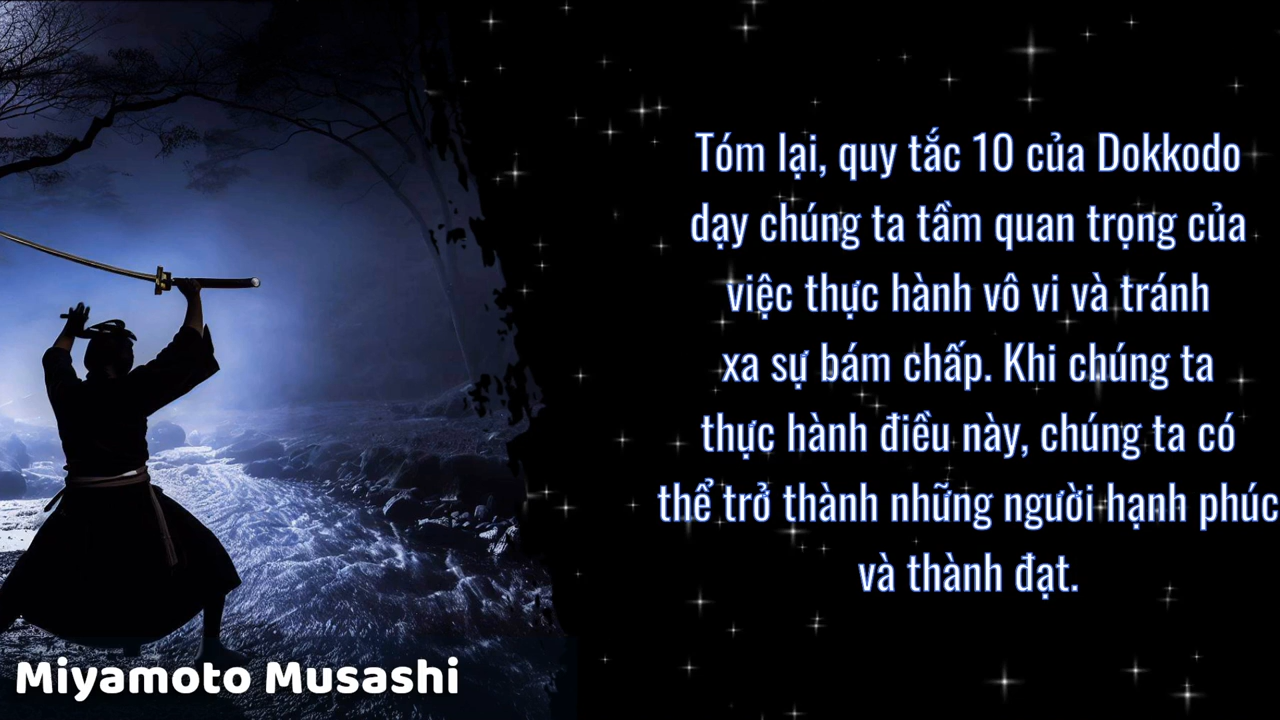 Tóm lại, quy tắc 10 của Dokkodo
dạy chúng ta tầm quan trọng của
việc thực hành vô vi và tránh
xa sự bám chấp. Khi chúng ta
thực hành điều này, chúng ta có
thể trở thành những người hạnh phúc
và thành đạt.
Miyamoto Musashi